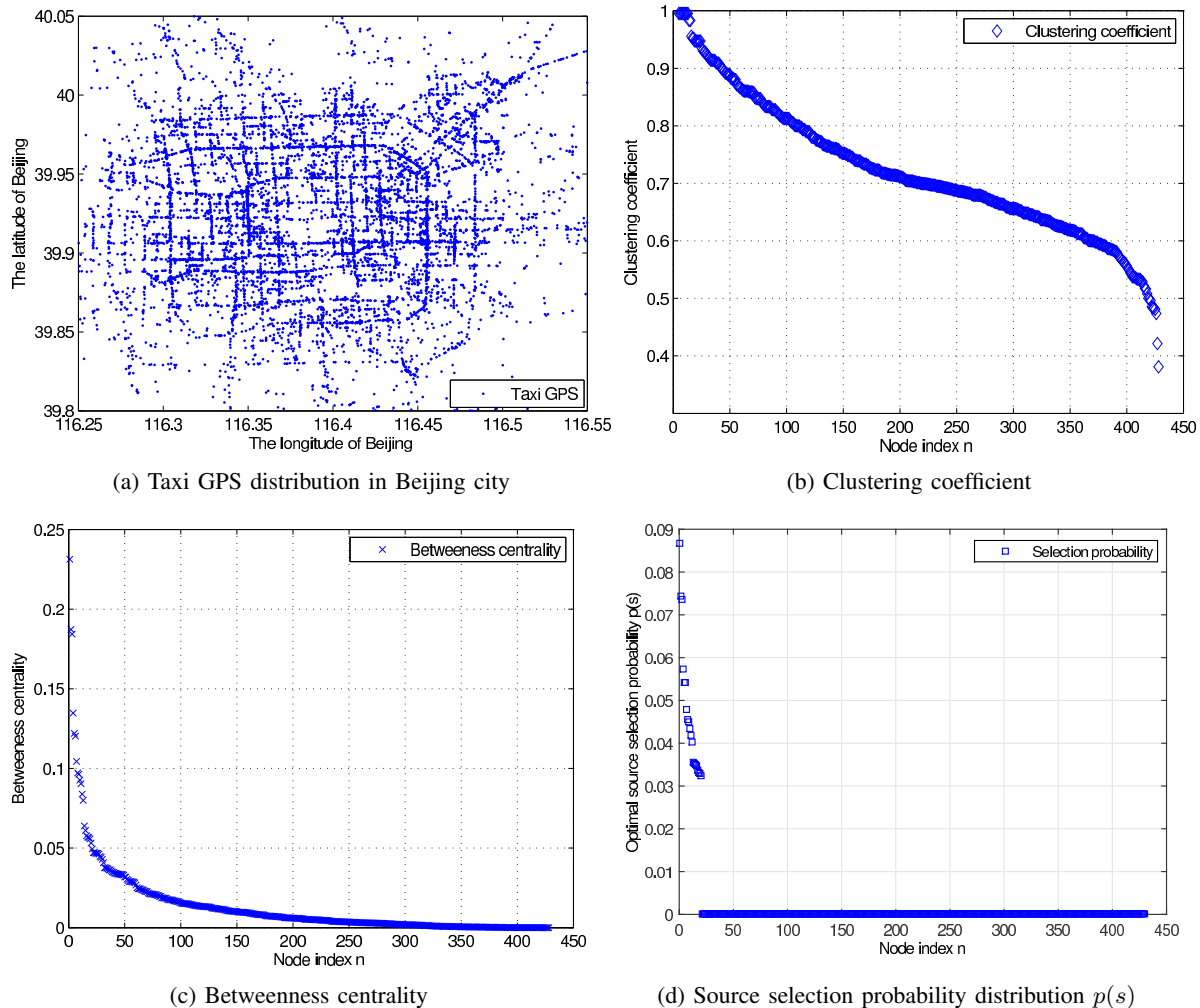 40.05
40
39.95
39.9
39.85
39.8
116.25 116.3 116.35 116.4 116.45 116.5 116.55
The latitude of Beijing
The longitude of Beijing
Taxi GPS
(a) Taxi GPS distribution in Beijing city
1
0.9
0.8
0.7
0.6
0.5
0.4
0 50 100 150 200 250 300 350 400 450
Clustering coefficient
Node index n
Clustering coefficient
(b) Clustering coefficient
0.25
0.2
0.15
0.1
0.05
0
0 50 100 150 200 250 300 350 400 450
Betweenness centrality
Node index n
Betweeness centrality
(c) Betweenness centrality
0.09
0.08
0.07
0.06
0.05
0.04
0.03
0.02
0.01
0
0 50 100 150 200 250 300 350 400 450
Optimal source selection probability p(s)
Node index n
Selection probability
(d) Source selection probability distribution p(s)